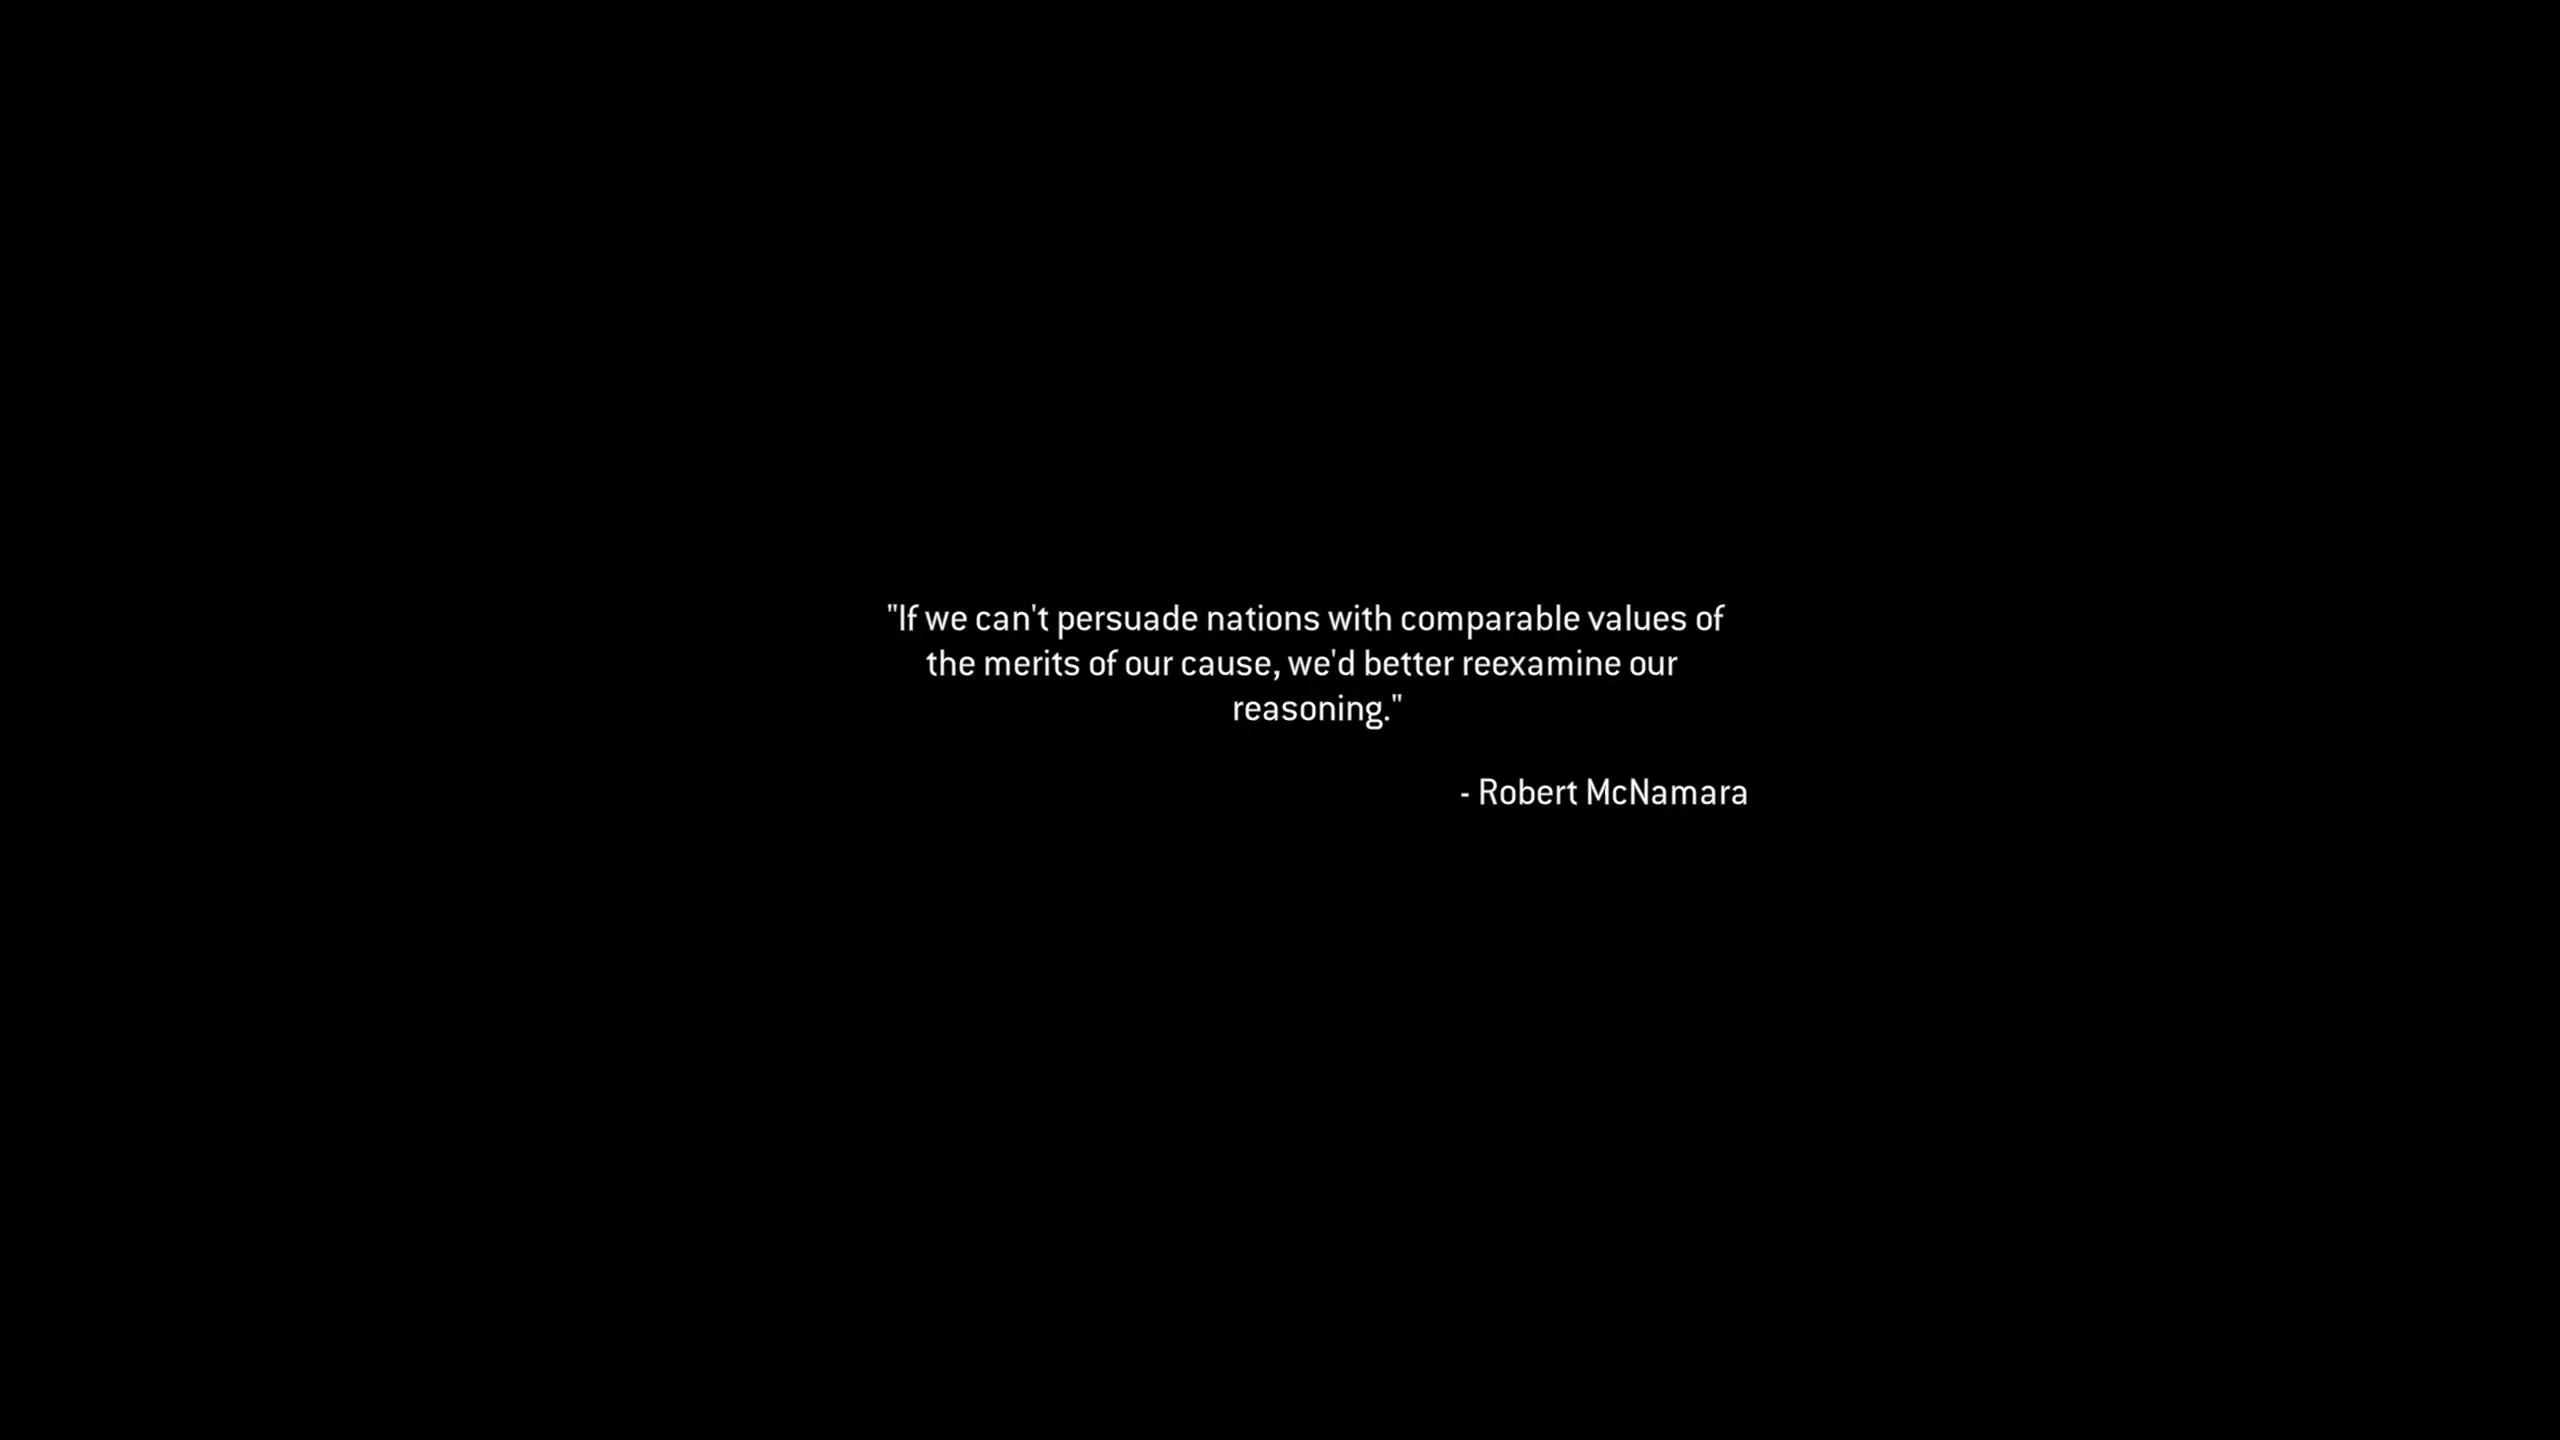 "If we can't persuade nations with comparable values of
the merits of our cause, we'd better reexamine our
reasoning."
- Robert McNamara